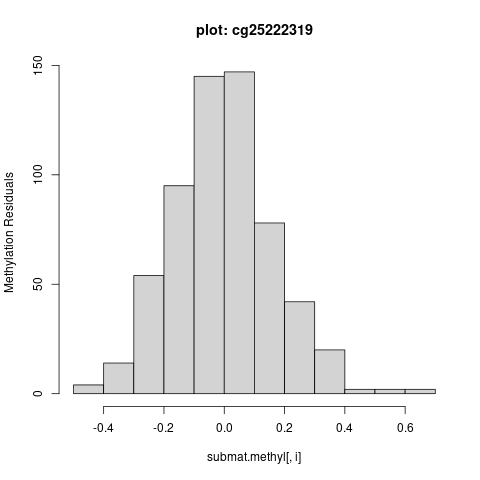 plot: cg25222319
Methylation Residuals
150
100
50
0
-0.4 -0.2 0.0 0.2 0.4 0.6
submat.methyl[, i]